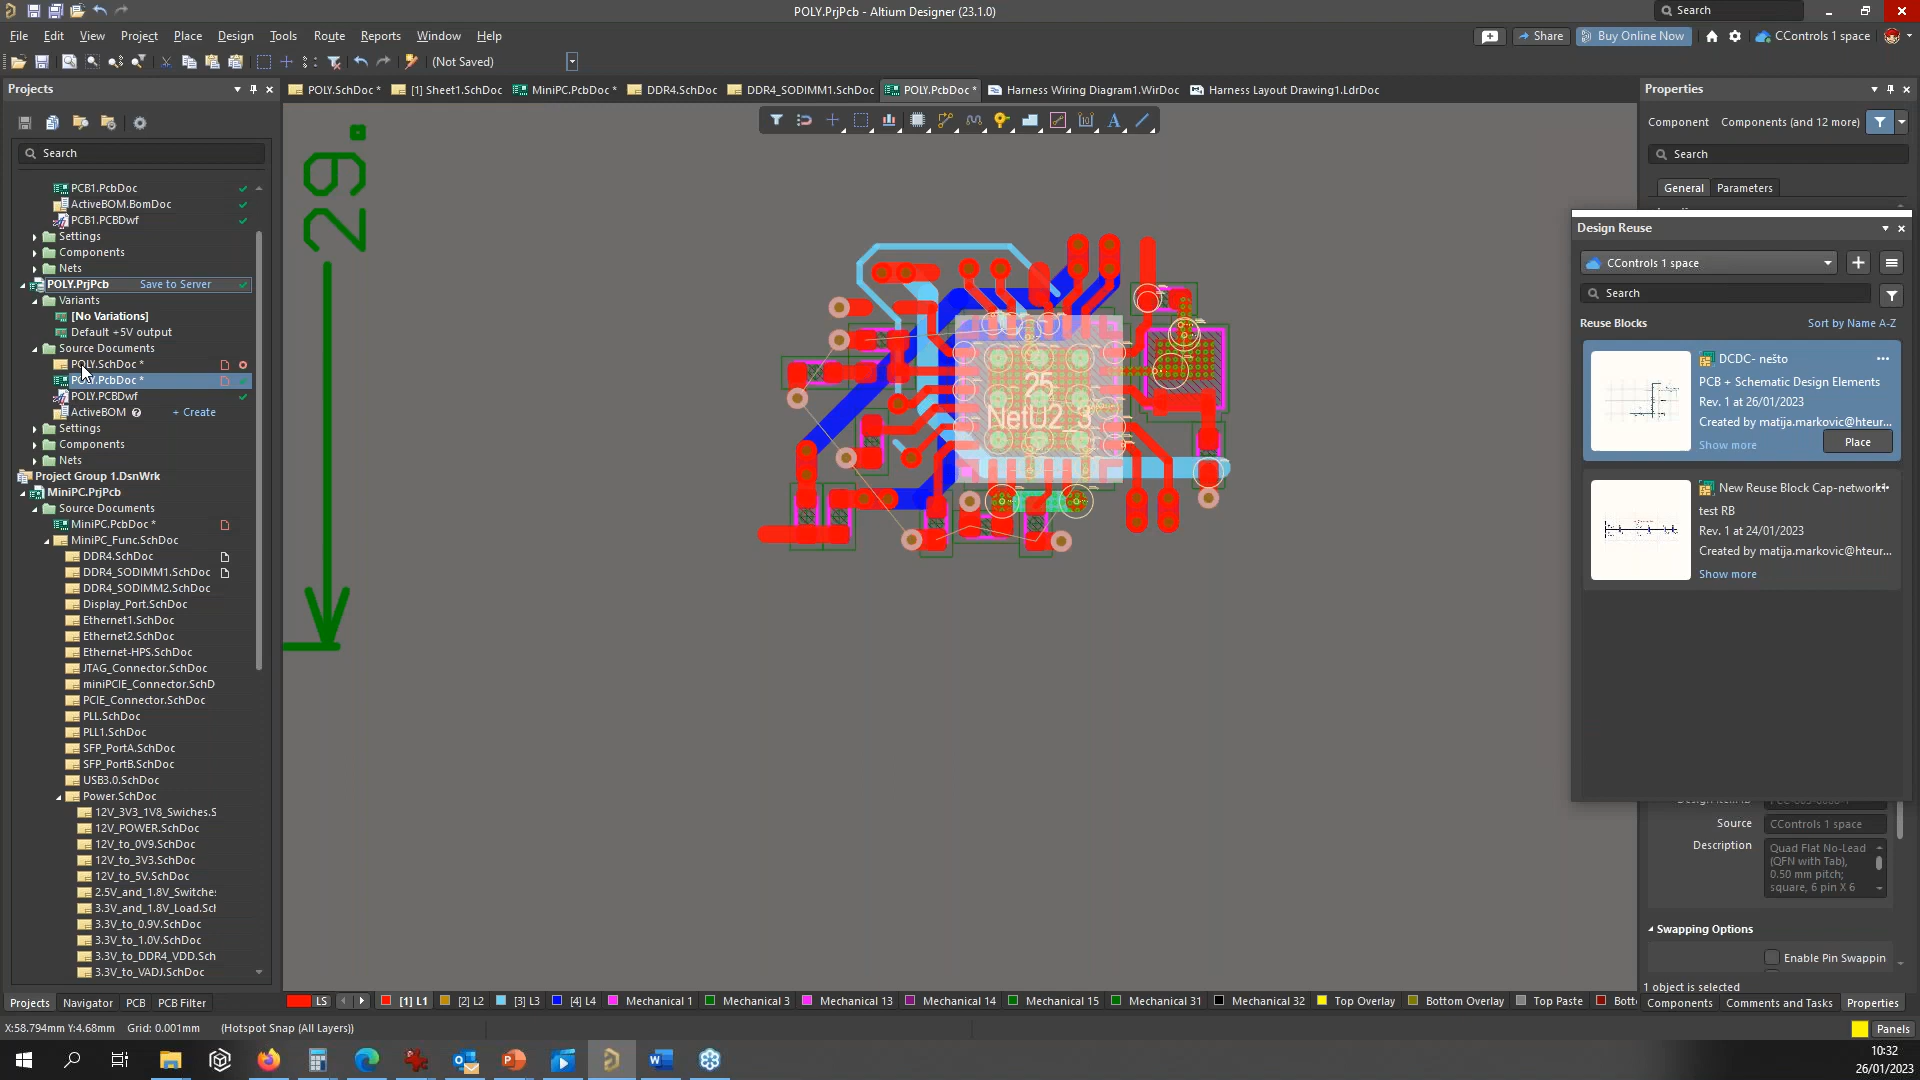 POLY.PrjPcb - Altium Designer (23.1.0)
Search
File Edit View Project Place Design Tools Route Reports Window Help
Share
Buy Online Now
CControls 1 space
(Not Saved)
Projects
POLY.SchDoc *
[1] Sheet1.SchDoc
MiniPC.PcbDoc *
DDR4.SchDoc
DDR4_SODIMM1.SchDoc
POLY.PcbDoc *
Harness Wiring Diagram1.WirDoc
Harness Layout Drawing1.LdrDoc
Search
PCB1.PcbDoc
ActiveBOM.BomDoc
PCB1.PCBDwf
Settings
Components
Nets
POLY.PrjPcb Save to Server
Variants
[No Variations]
Default +5V output
Source Documents
POLY.SchDoc *
POLY.PcbDoc *
POLY.PCBDwf
ActiveBOM + Create
Settings
Components
Nets
Project Group 1.DsnWrk
MiniPC.PrjPcb
Source Documents
MiniPC.PcbDoc *
MiniPC_Func.SchDoc
DDR4.SchDoc
DDR4_SODIMM1.SchDoc
DDR4_SODIMM2.SchDoc
Display_Port.SchDoc
Ethernet1.SchDoc
Ethernet2.SchDoc
Ethernet-HPS.SchDoc
JTAG_Connector.SchDoc
miniPCIE_Connector.SchD
PCIE_Connector.SchDoc
PLL.SchDoc
PLL1.SchDoc
SFP_PortA.SchDoc
SFP_PortB.SchDoc
USB3.0.SchDoc
Power.SchDoc
12V_3V3_1V8_Swiches.S
12V_POWER.SchDoc
12V_to_0V9.SchDoc
12V_to_3V3.SchDoc
12V_to_5V.SchDoc
2.5V_and_1.8V_Switches
3.3V_and_1.8V_Load.Sch
3.3V_to_0.9V.SchDoc
3.3V_to_1.0V.SchDoc
3.3V_to_DDR4_VDD.Sch
3.3V_to_VADJ.SchDoc
Projects Navigator PCB PCB Filter
29.
25
NetU2_3
Properties
Component Components (and 12 more)
Search
General Parameters
Design Reuse
CControls 1 space
Search
Reuse Blocks Sort by Name A-Z
DCDC- nešto
PCB + Schematic Design Elements
Rev. 1 at 26/01/2023
Created by matija.markovic@hteur...
Show more
Place
New Reuse Block Cap-network
test RB
Rev. 1 at 24/01/2023
Created by matija.markovic@hteur...
Show more
Source CControls 1 space
Description Quad Flat No-Lead
(QFN with Tab),
0.50 mm pitch;
square, 6 pin X 6
Swapping Options
Enable Pin Swappin
1 object is selected
Components Comments and Tasks Properties
LS [1] L1 [2] L2 [3] L3 [4] L4 Mechanical 1 Mechanical 3 Mechanical 13 Mechanical 14 Mechanical 15 Mechanical 31 Mechanical 32 Top Overlay Bottom Overlay Top Paste Bott
X:58.794mm Y:4.68mm Grid: 0.001mm (Hotspot Snap (All Layers))
Panels
10:32
26/01/2023